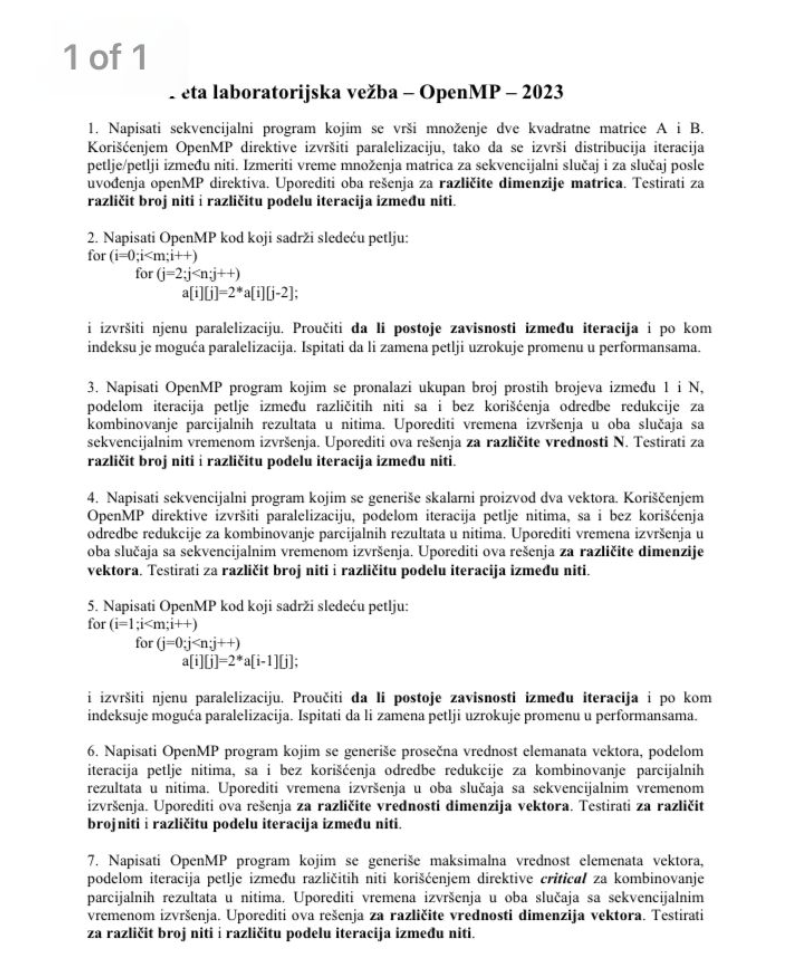 1 of 1
eta laboratorijska vežba – OpenMP – 2023
1. Napisati sekvencijalni program kojim se vrši množenje dve kvadratne matrice A i B.
Korišćenjem OpenMP direktive izvršiti paralelizaciju, tako da se izvrši distribucija iteracija
petlje/petlji između niti. Izmeriti vreme množenja matrica za sekvencijalni slučaj i za slučaj posle
uvođenja openMP direktiva. Uporediti oba rešenja za različite dimenzije matrica. Testirati za
različit broj niti i različitu podelu iteracija između niti.
2. Napisati OpenMP kod koji sadrži sledeću petlju:
for (i=0;i<m;i++)
for (j=2;j<n;j++)
a[i][j]=2*a[i][j-2];
i izvršiti njenu paralelizaciju. Proučiti da li postoje zavisnosti između iteracija i po kom
indeksu je moguća paralelizacija. Ispitati da li zamena petlji uzrokuje promenu u performansama.
3. Napisati OpenMP program kojim se pronalazi ukupan broj prostih brojeva između 1 i N,
podelom iteracija petlje između različitih niti sa i bez korišćenja odredbe redukcije za
kombinovanje parcijalnih rezultata u nitima. Uporediti vremena izvršenja u oba slučaja sa
sekvencijalnim vremenom izvršenja. Uporediti ova rešenja za različite vrednosti N. Testirati za
različit broj niti i različitu podelu iteracija između niti.
4. Napisati sekvencijalni program kojim se generiše skalarni proizvod dva vektora. Koriščenjem
OpenMP direktive izvršiti paralelizaciju, podelom iteracija petlje nitima, sa i bez korišćenja
odredbe redukcije za kombinovanje parcijalnih rezultata u nitima. Uporediti vremena izvršenja u
oba slučaja sa sekvencijalnim vremenom izvršenja. Uporediti ova rešenja za različite dimenzije
vektora. Testirati za različit broj niti i različitu podelu iteracija između niti.
5. Napisati OpenMP kod koji sadrži sledeću petlju:
for (i=1;i<m;i++)
for (j=0;j<n;j++)
a[i][j]=2*a[i-1][j];
i izvršiti njenu paralelizaciju. Proučiti da li postoje zavisnosti između iteracija i po kom
indeksuje moguća paralelizacija. Ispitati da li zamena petlji uzrokuje promenu u performansama.
6. Napisati OpenMP program kojim se generiše prosečna vrednost elemanata vektora, podelom
iteracija petlje nitima, sa i bez korišćenja odredbe redukcije za kombinovanje parcijalnih
rezultata u nitima. Uporediti vremena izvršenja u oba slučaja sa sekvencijalnim vremenom
izvršenja. Uporediti ova rešenja za različite vrednosti dimenzija vektora. Testirati za različit
brojniti i različitu podelu iteracija između niti.
7. Napisati OpenMP program kojim se generiše maksimalna vrednost elemenata vektora,
podelom iteracija petlje između različitih niti korišćenjem direktive critical za kombinovanje
parcijalnih rezultata u nitima. Uporediti vremena izvršenja u oba slučaja sa sekvencijalnim
vremenom izvršenja. Uporediti ova rešenja za različite vrednosti dimenzija vektora. Testirati
za različit broj niti i različitu podelu iteracija između niti.